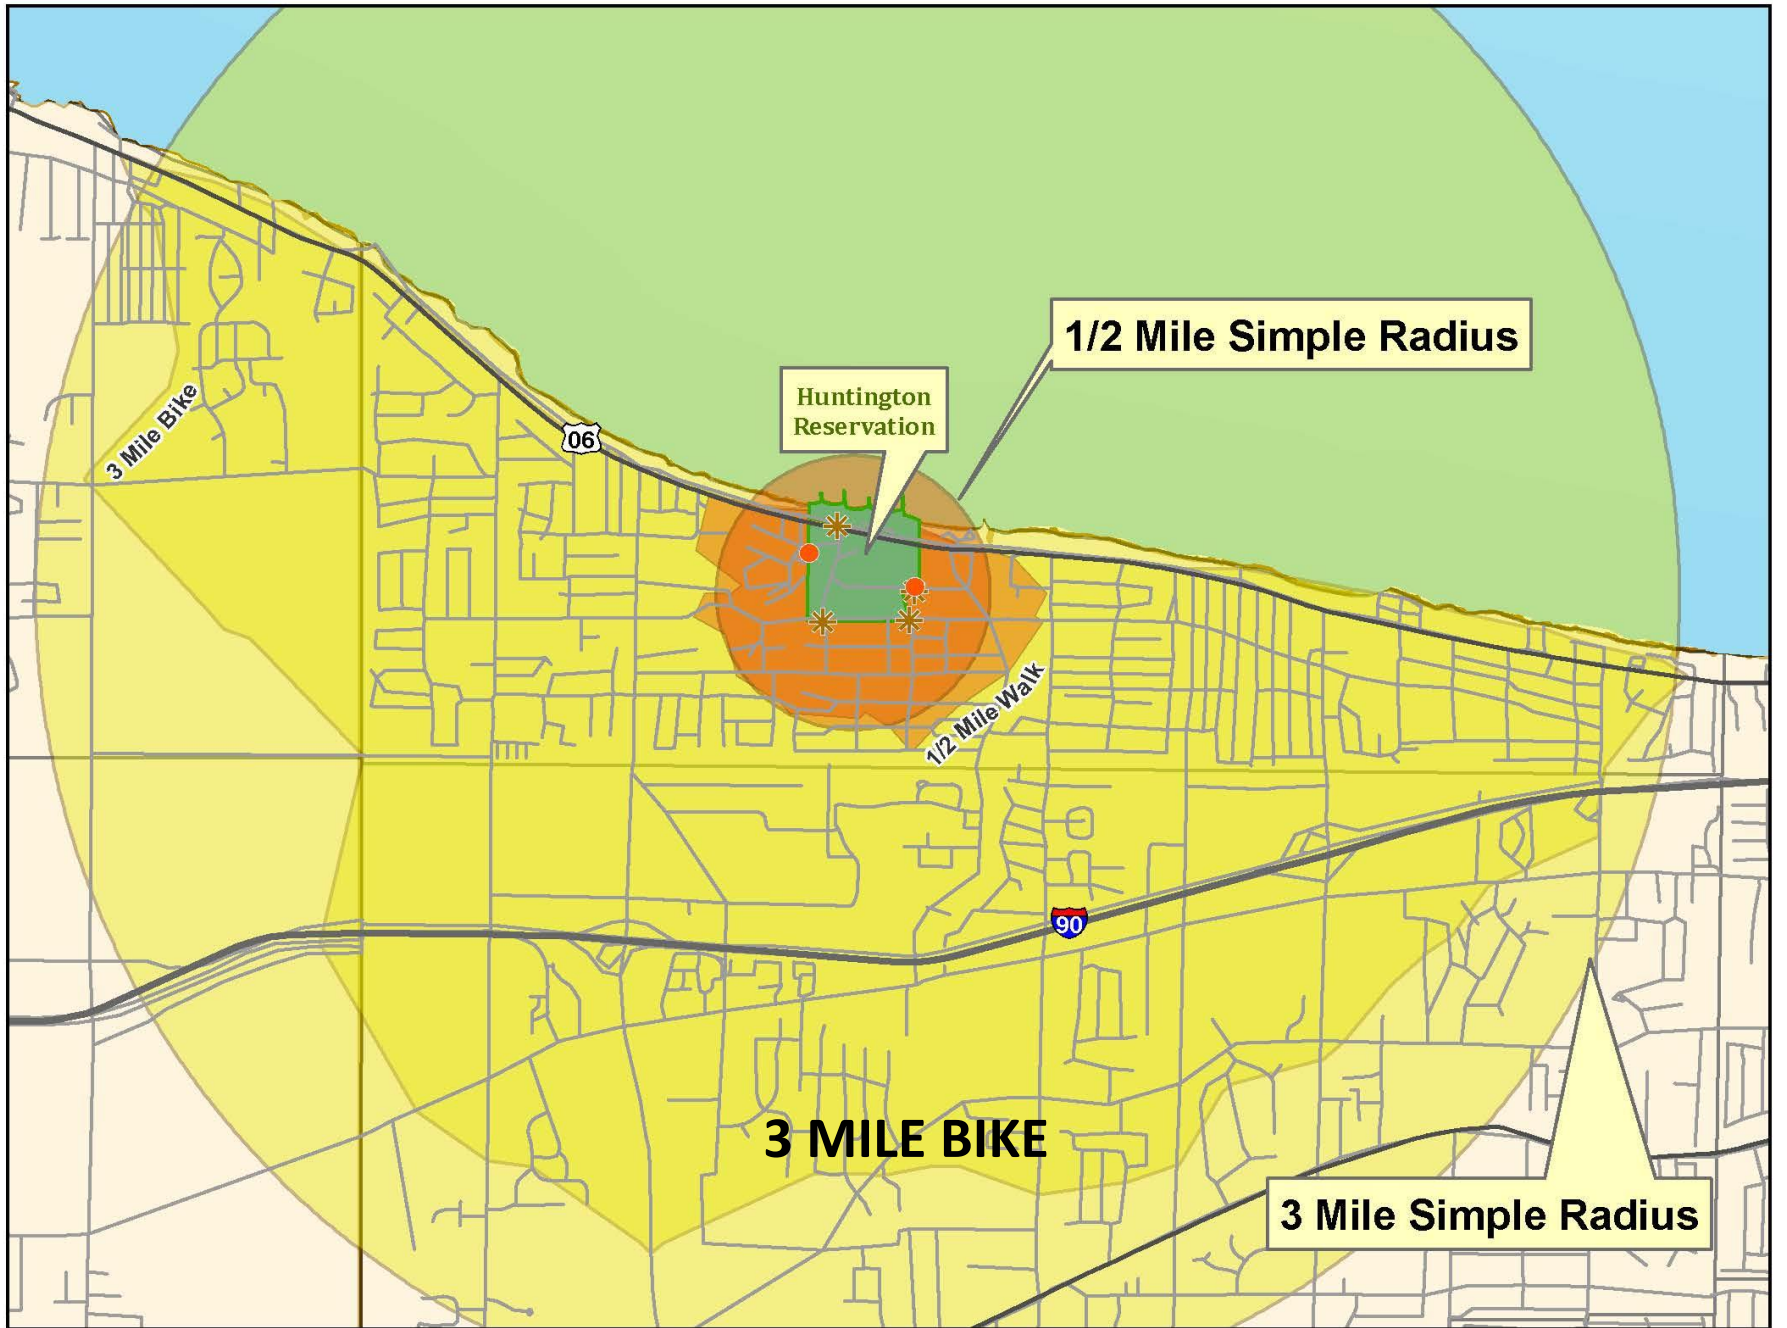 1/2 Mile Simple Radius
Huntington
Reservation
3 Mile Bike
06
1/2 Mile Walk
90
3 MILE BIKE
3 Mile Simple Radius